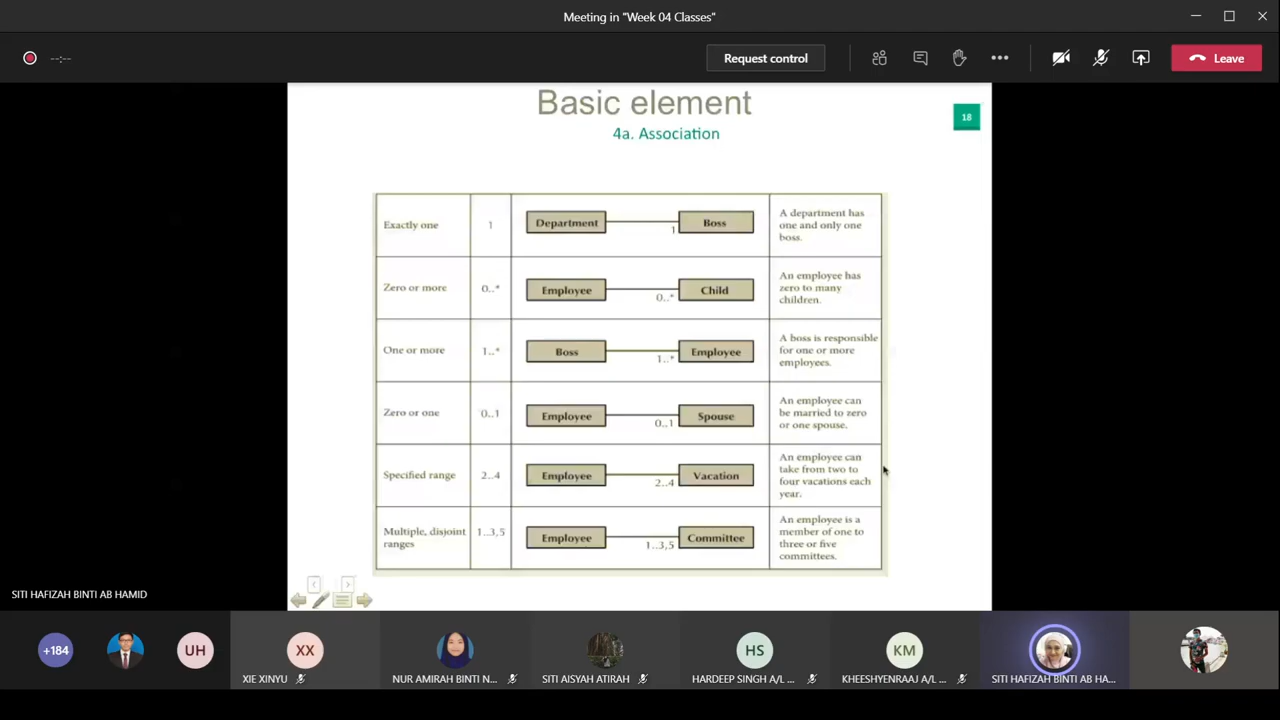 Meeting in "Week 04 Classes"
--:--
Request control
Leave
Basic element
4a. Association
18
Exactly one
1
Department
1
Boss
A department has
one and only one
boss.
Zero or more
0..*
Employee
0..*
Child
An employee has
zero to many
children.
One or more
1..*
Boss
1..*
Employee
A boss is responsible
for one or more
employees.
Zero or one
0..1
Employee
0..1
Spouse
An employee can
be married to zero
or one spouse.
Specified range
2..4
Employee
2..4
Vacation
An employee can
take from two to
four vacations each
year.
Multiple, disjoint
ranges
1..3,5
Employee
1..3,5
Committee
An employee is a
member of one to
three or five
committees.
SITI HAFIZAH BINTI AB HAMID
+184
UH
XX
HS
KM
XIE XINYU
NUR AMIRAH BINTI N...
SITI AISYAH ATIRAH
HARDEEP SINGH A/L ...
KHEESHYENRAAJ A/L ...
SITI HAFIZAH BINTI AB HA...